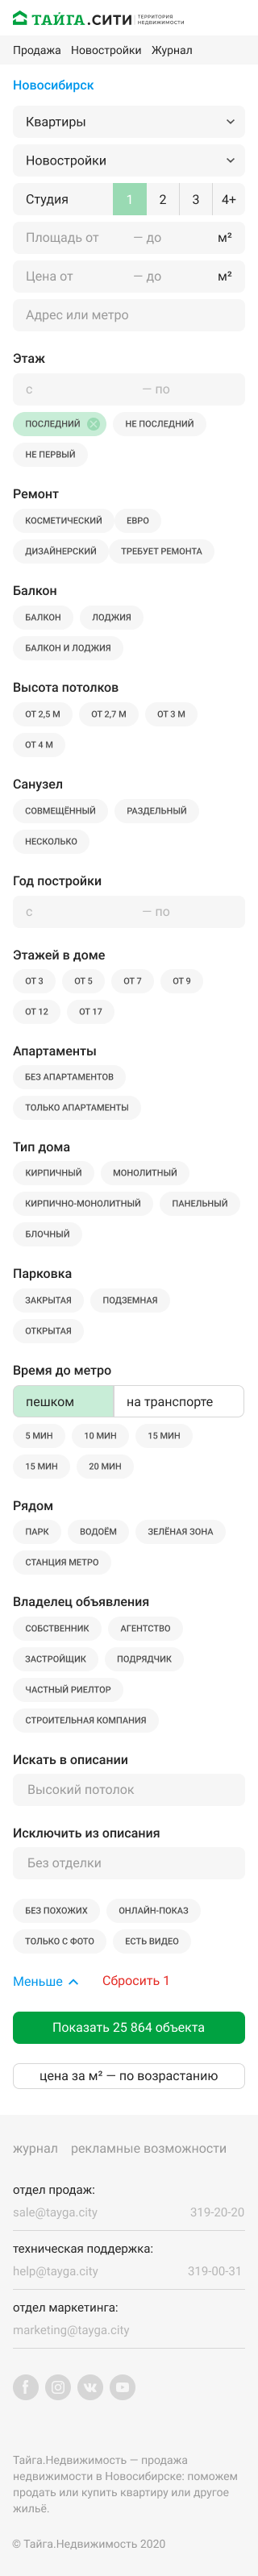 ТАЙГА.СИТИ ТЕРРИТОРИЯ НЕДВИЖИМОСТИ
Продажа Новостройки Журнал
Новосибирск
Квартиры
Новостройки
Студия 1 2 3 4+
Площадь от — до м²
Цена от — до м²
Адрес или метро
Этаж
с — по
ПОСЛЕДНИЙ НЕ ПОСЛЕДНИЙ
НЕ ПЕРВЫЙ
Ремонт
КОСМЕТИЧЕСКИЙ ЕВРО
ДИЗАЙНЕРСКИЙ ТРЕБУЕТ РЕМОНТА
Балкон
БАЛКОН ЛОДЖИЯ
БАЛКОН И ЛОДЖИЯ
Высота потолков
ОТ 2,5 М ОТ 2,7 М ОТ 3 М
ОТ 4 М
Санузел
СОВМЕЩЁННЫЙ РАЗДЕЛЬНЫЙ
НЕСКОЛЬКО
Год постройки
с — по
Этажей в доме
ОТ 3 ОТ 5 ОТ 7 ОТ 9
ОТ 12 ОТ 17
Апартаменты
БЕЗ АПАРТАМЕНТОВ
ТОЛЬКО АПАРТАМЕНТЫ
Тип дома
КИРПИЧНЫЙ МОНОЛИТНЫЙ
КИРПИЧНО-МОНОЛИТНЫЙ ПАНЕЛЬНЫЙ
БЛОЧНЫЙ
Парковка
ЗАКРЫТАЯ ПОДЗЕМНАЯ
ОТКРЫТАЯ
Время до метро
пешком на транспорте
5 МИН 10 МИН 15 МИН
15 МИН 20 МИН
Рядом
ПАРК ВОДОЁМ ЗЕЛЁНАЯ ЗОНА
СТАНЦИЯ МЕТРО
Владелец объявления
СОБСТВЕННИК АГЕНТСТВО
ЗАСТРОЙЩИК ПОДРЯДЧИК
ЧАСТНЫЙ РИЕЛТОР
СТРОИТЕЛЬНАЯ КОМПАНИЯ
Искать в описании
Высокий потолок
Исключить из описания
Без отделки
БЕЗ ПОХОЖИХ ОНЛАЙН-ПОКАЗ
ТОЛЬКО С ФОТО ЕСТЬ ВИДЕО
Меньше Сбросить 1
Показать 25 864 объекта
цена за м² — по возрастанию
журнал рекламные возможности
отдел продаж:
sale@tayga.city 319-20-20
техническая поддержка:
help@tayga.city 319-00-31
отдел маркетинга:
marketing@tayga.city
Тайга.Недвижимость — продажа
недвижимости в Новосибирске: поможем
продать или купить квартиру или другое
жильё.
© Тайга.Недвижимость 2020